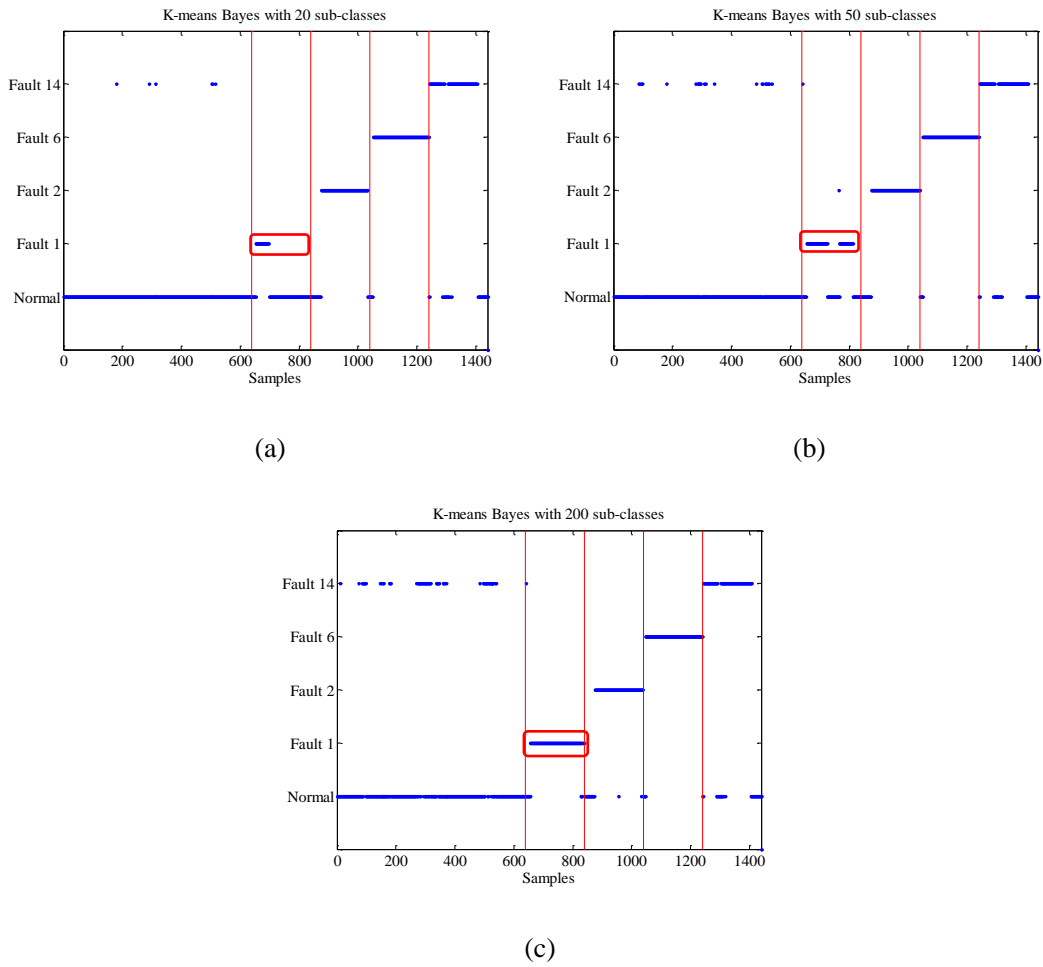 K-means Bayes with 20 sub-classes
Fault 14
Fault 6
Fault 2
Fault 1
Normal
0 200 400 600 800 1000 1200 1400
Samples
(a)
K-means Bayes with 50 sub-classes
Fault 14
Fault 6
Fault 2
Fault 1
Normal
0 200 400 600 800 1000 1200 1400
Samples
(b)
K-means Bayes with 200 sub-classes
Fault 14
Fault 6
Fault 2
Fault 1
Normal
0 200 400 600 800 1000 1200 1400
Samples
(c)